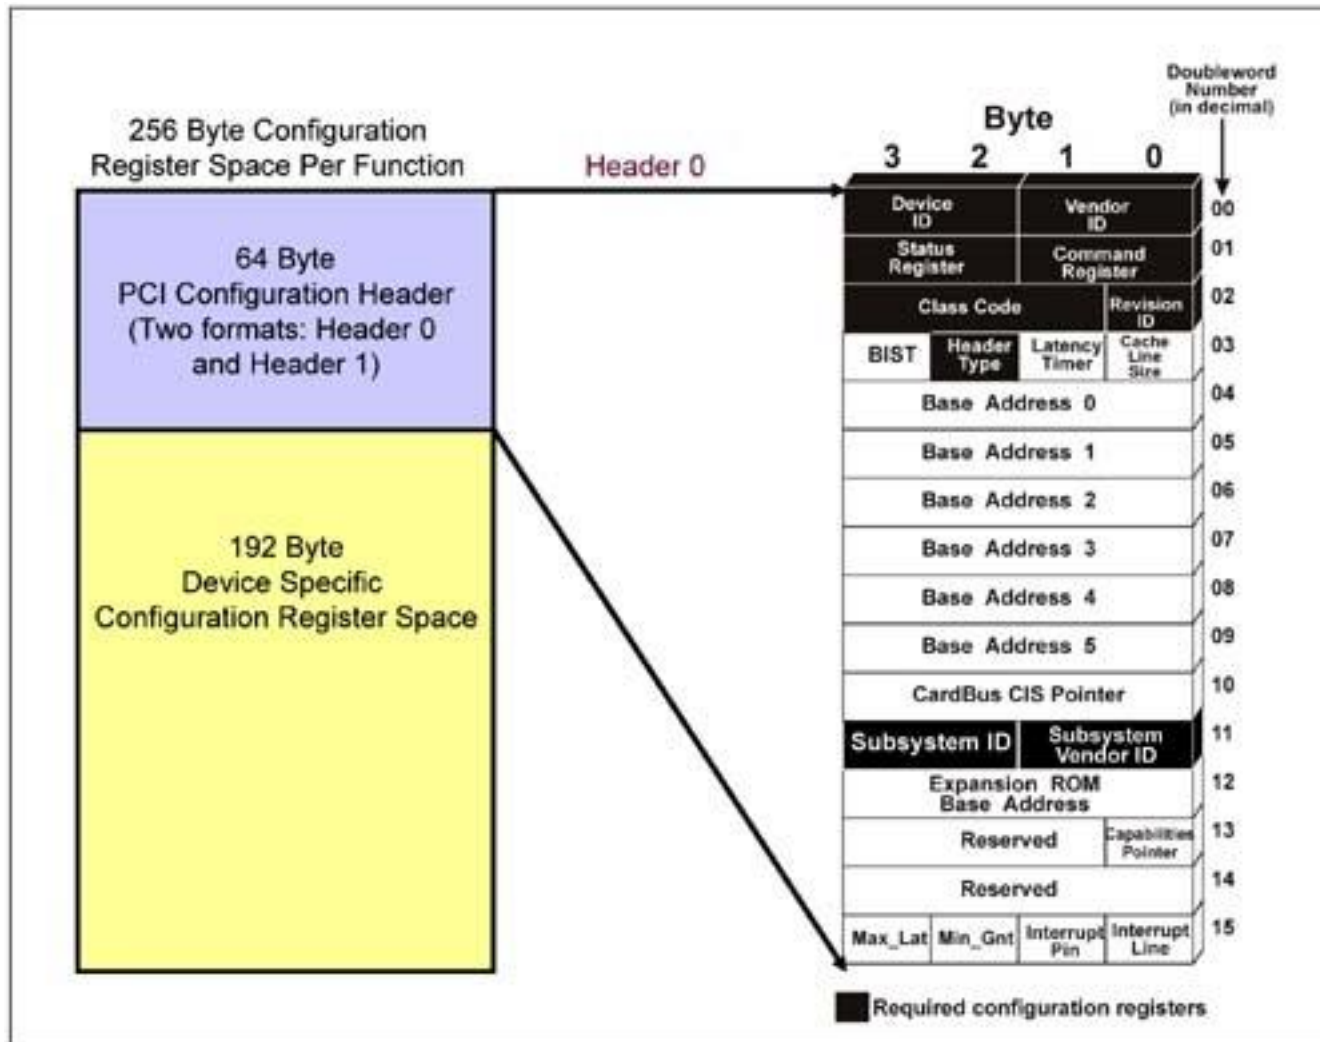 256 Byte Configuration
Register Space Per Function
64 Byte
PCI Configuration Header
(Two formats: Header 0
and Header 1)
192 Byte
Device Specific
Configuration Register Space
Header 0
Doubleword
Number
(in decimal)
Byte
3 2 1 0
Device
ID
Vendor
ID
00
Status
Register
Command
Register
01
Class Code
Revision
ID
02
BIST
Header
Type
Latency
Timer
Cache
Line
Size
03
Base Address 0
04
Base Address 1
05
Base Address 2
06
Base Address 3
07
Base Address 4
08
Base Address 5
09
CardBus CIS Pointer
10
Subsystem ID
Subsystem
Vendor ID
11
Expansion ROM
Base Address
12
Reserved
Capabilities
Pointer
13
Reserved
14
Max_Lat
Min_Gnt
Interrupt
Pin
Interrupt
Line
15
Required configuration registers